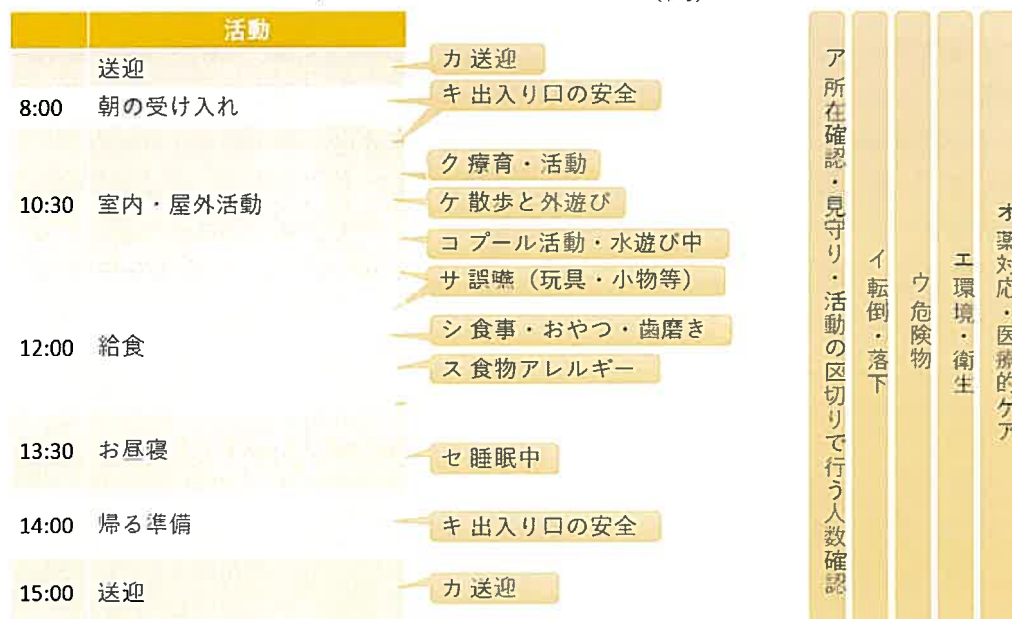 活動
送迎
カ 送迎
8:00 朝の受け入れ
キ 出入り口の安全
ク 療育・活動
10:30 室内・屋外活動
ケ 散歩と外遊び
コ プール活動・水遊び中
サ 誤嚥（玩具・小物等）
12:00 給食
シ 食事・おやつ・歯磨き
ス 食物アレルギー
13:30 お昼寝
セ 睡眠中
14:00 帰る準備
キ 出入り口の安全
15:00 送迎
カ 送迎
ア 所在確認・見守り・活動の区切りで行う人数確認
イ 転倒・落下
ウ 危険物
エ 環境・衛生
オ 薬対応・医療的ケア